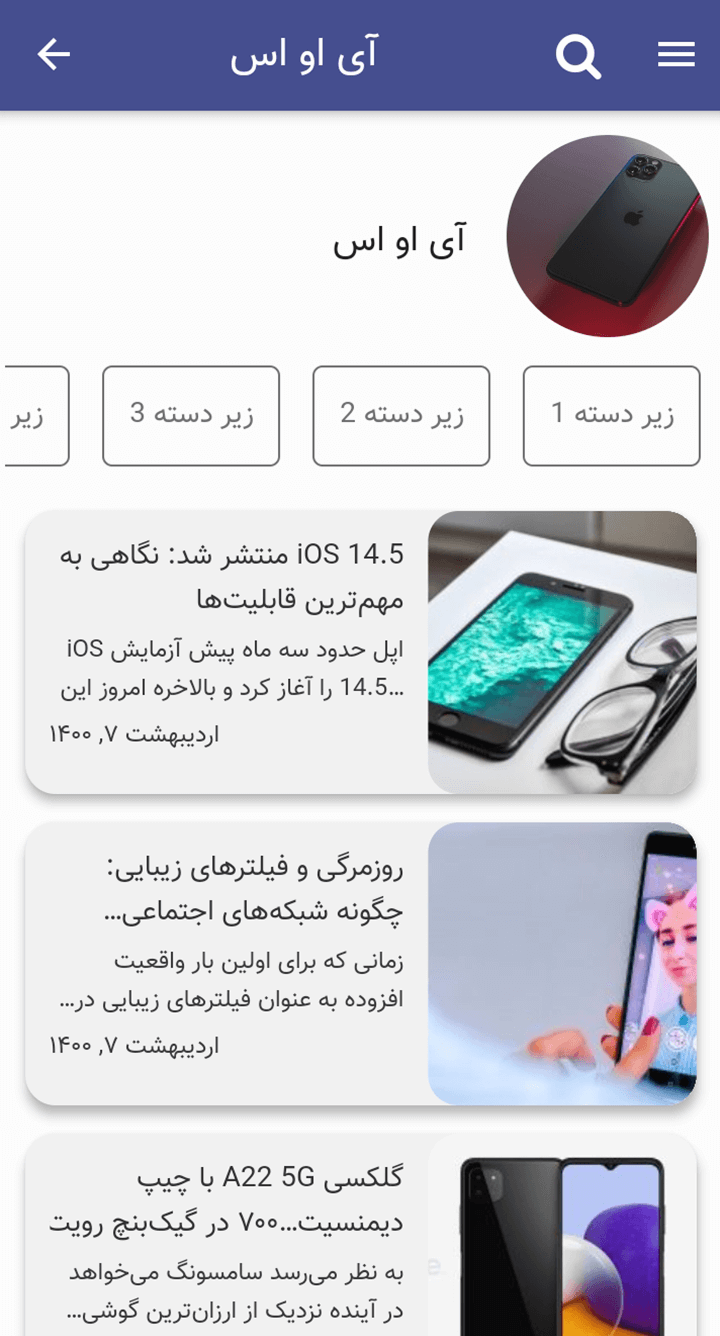 آی او اس
آی او اس
زیر دسته 1
زیر دسته 2
زیر دسته 3
زیر
iOS 14.5 منتشر شد: نگاهی به
مهم‌ترین قابلیت‌ها
اپل حدود سه ماه پیش آزمایش iOS
14.5 را آغاز کرد و بالاخره امروز این...
اردیبهشت ۷, ۱۴۰۰
روزمرگی و فیلترهای زیبایی:
چگونه شبکه‌های اجتماعی...
زمانی که برای اولین بار واقعیت
افزوده به عنوان فیلترهای زیبایی در...
اردیبهشت ۷, ۱۴۰۰
گلکسی A22 5G با چیپ
دیمنسیت...۷۰۰ در گیک‌بنچ رویت
به نظر می‌رسد سامسونگ می‌خواهد
در آینده نزدیک از ارزان‌ترین گوشی...